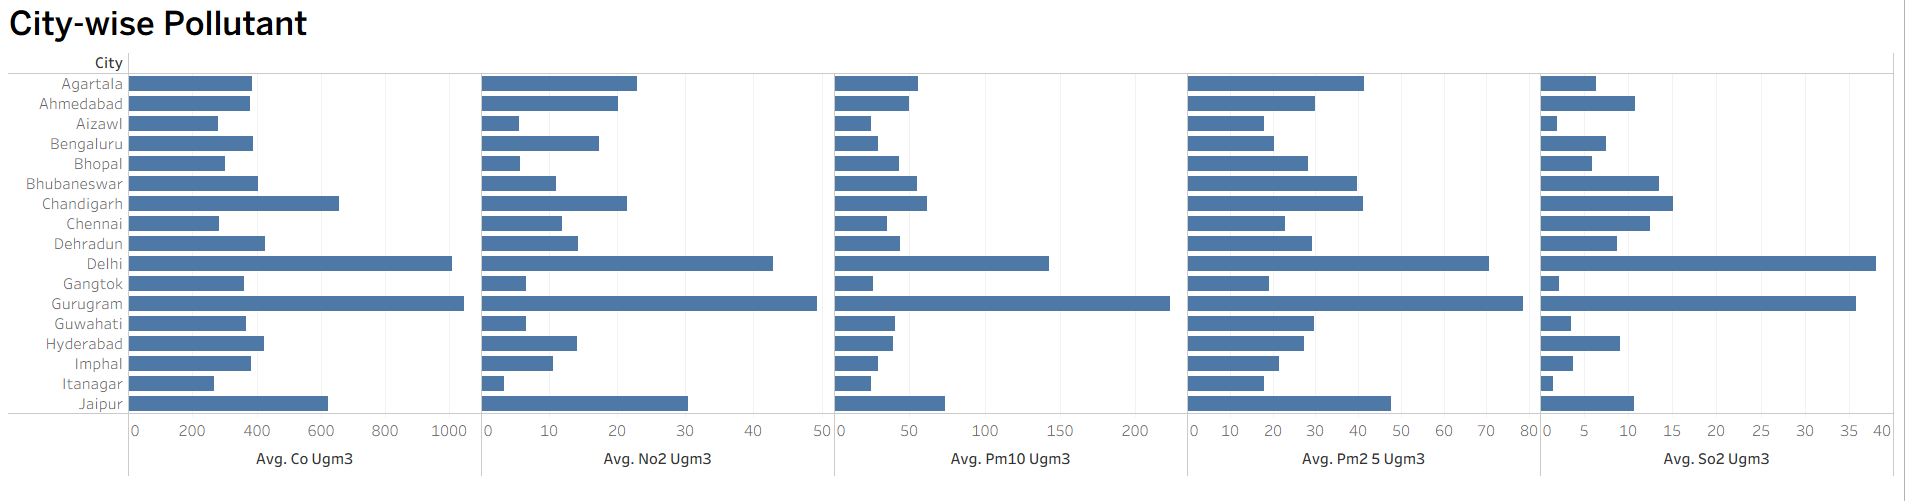 City-wise Pollutant
City
Agartala
Ahmedabad
Aizawl
Bengaluru
Bhopal
Bhubaneswar
Chandigarh
Chennai
Dehradun
Delhi
Gangtok
Gurugram
Guwahati
Hyderabad
Imphal
Itanagar
Jaipur
0 200 400 600 800 1000 0 10 20 30 40 50 0 50 100 150 200 0 10 20 30 40 50 60 70 80 0 5 10 15 20 25 30 35 40
Avg. Co Ugm3 Avg. No2 Ugm3 Avg. Pm10 Ugm3 Avg. Pm2 5 Ugm3 Avg. So2 Ugm3